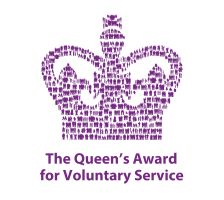 The Queen's Award
for Voluntary Service